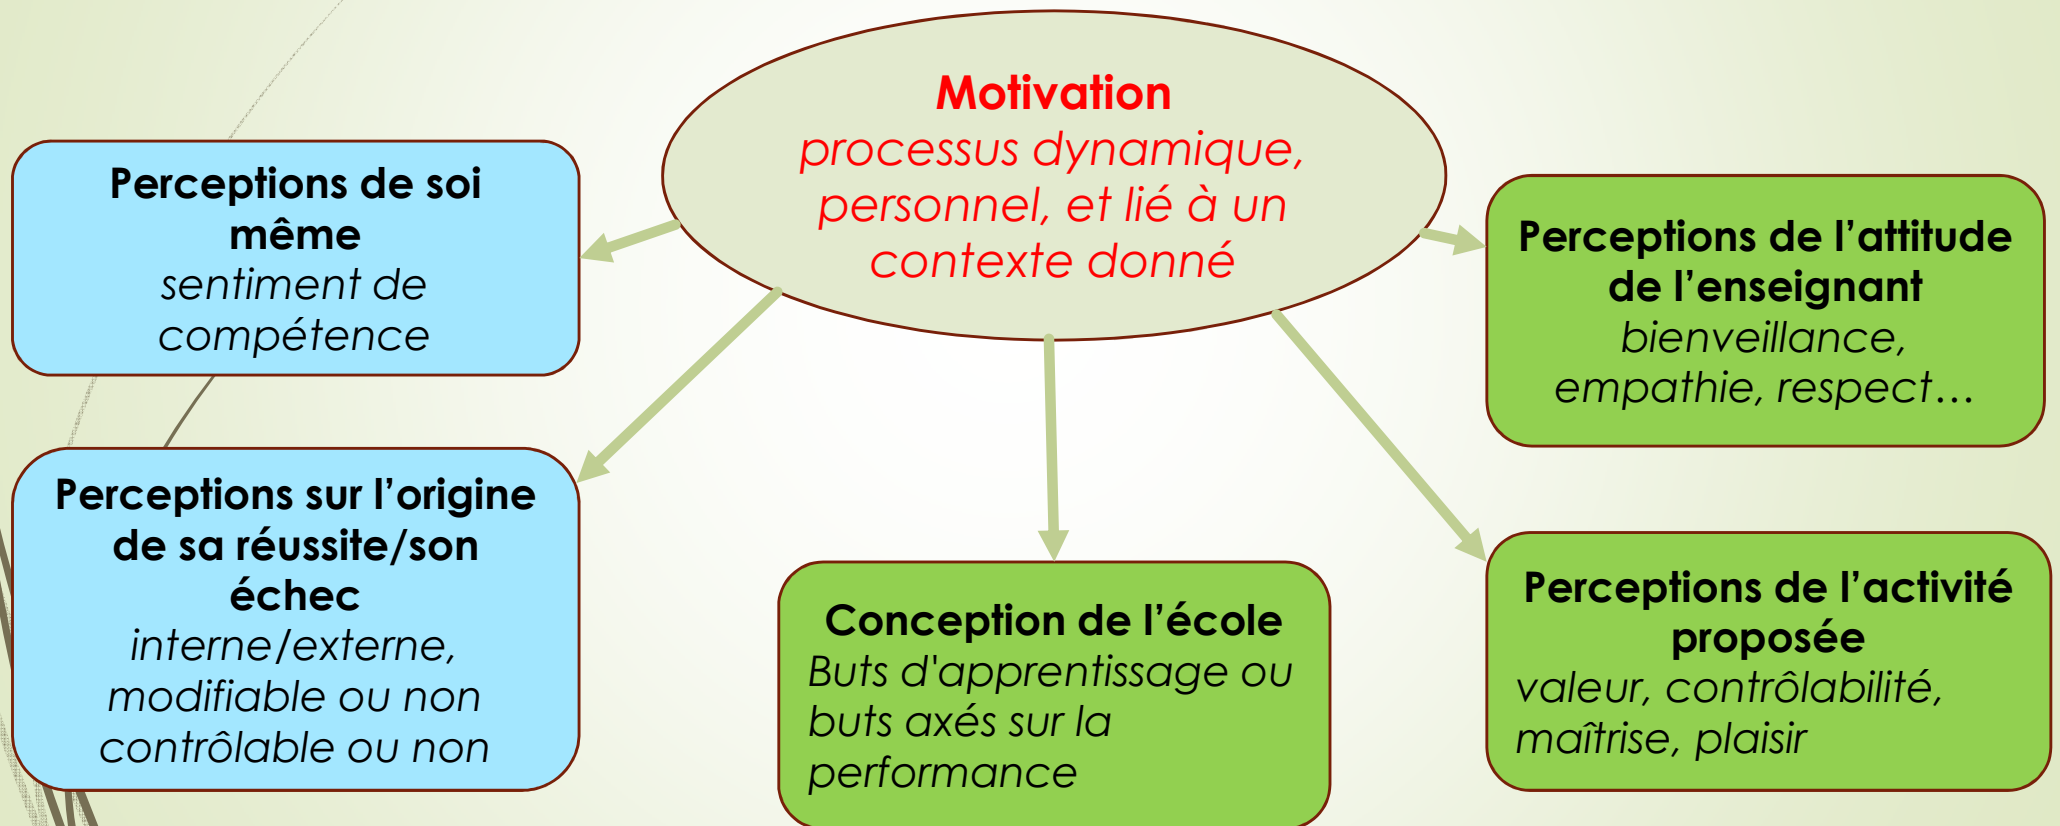 Motivation
processus dynamique,
personnel, et lié à un
contexte donné
Perceptions de soi
même
sentiment de
compétence
Perceptions sur l’origine
de sa réussite/son
échec
interne/externe,
modifiable ou non
contrôlable ou non
Conception de l’école
Buts d'apprentissage ou
buts axés sur la
performance
Perceptions de l’attitude
de l’enseignant
bienveillance,
empathie, respect…
Perceptions de l’activité
proposée
valeur, contrôlabilité,
maîtrise, plaisir